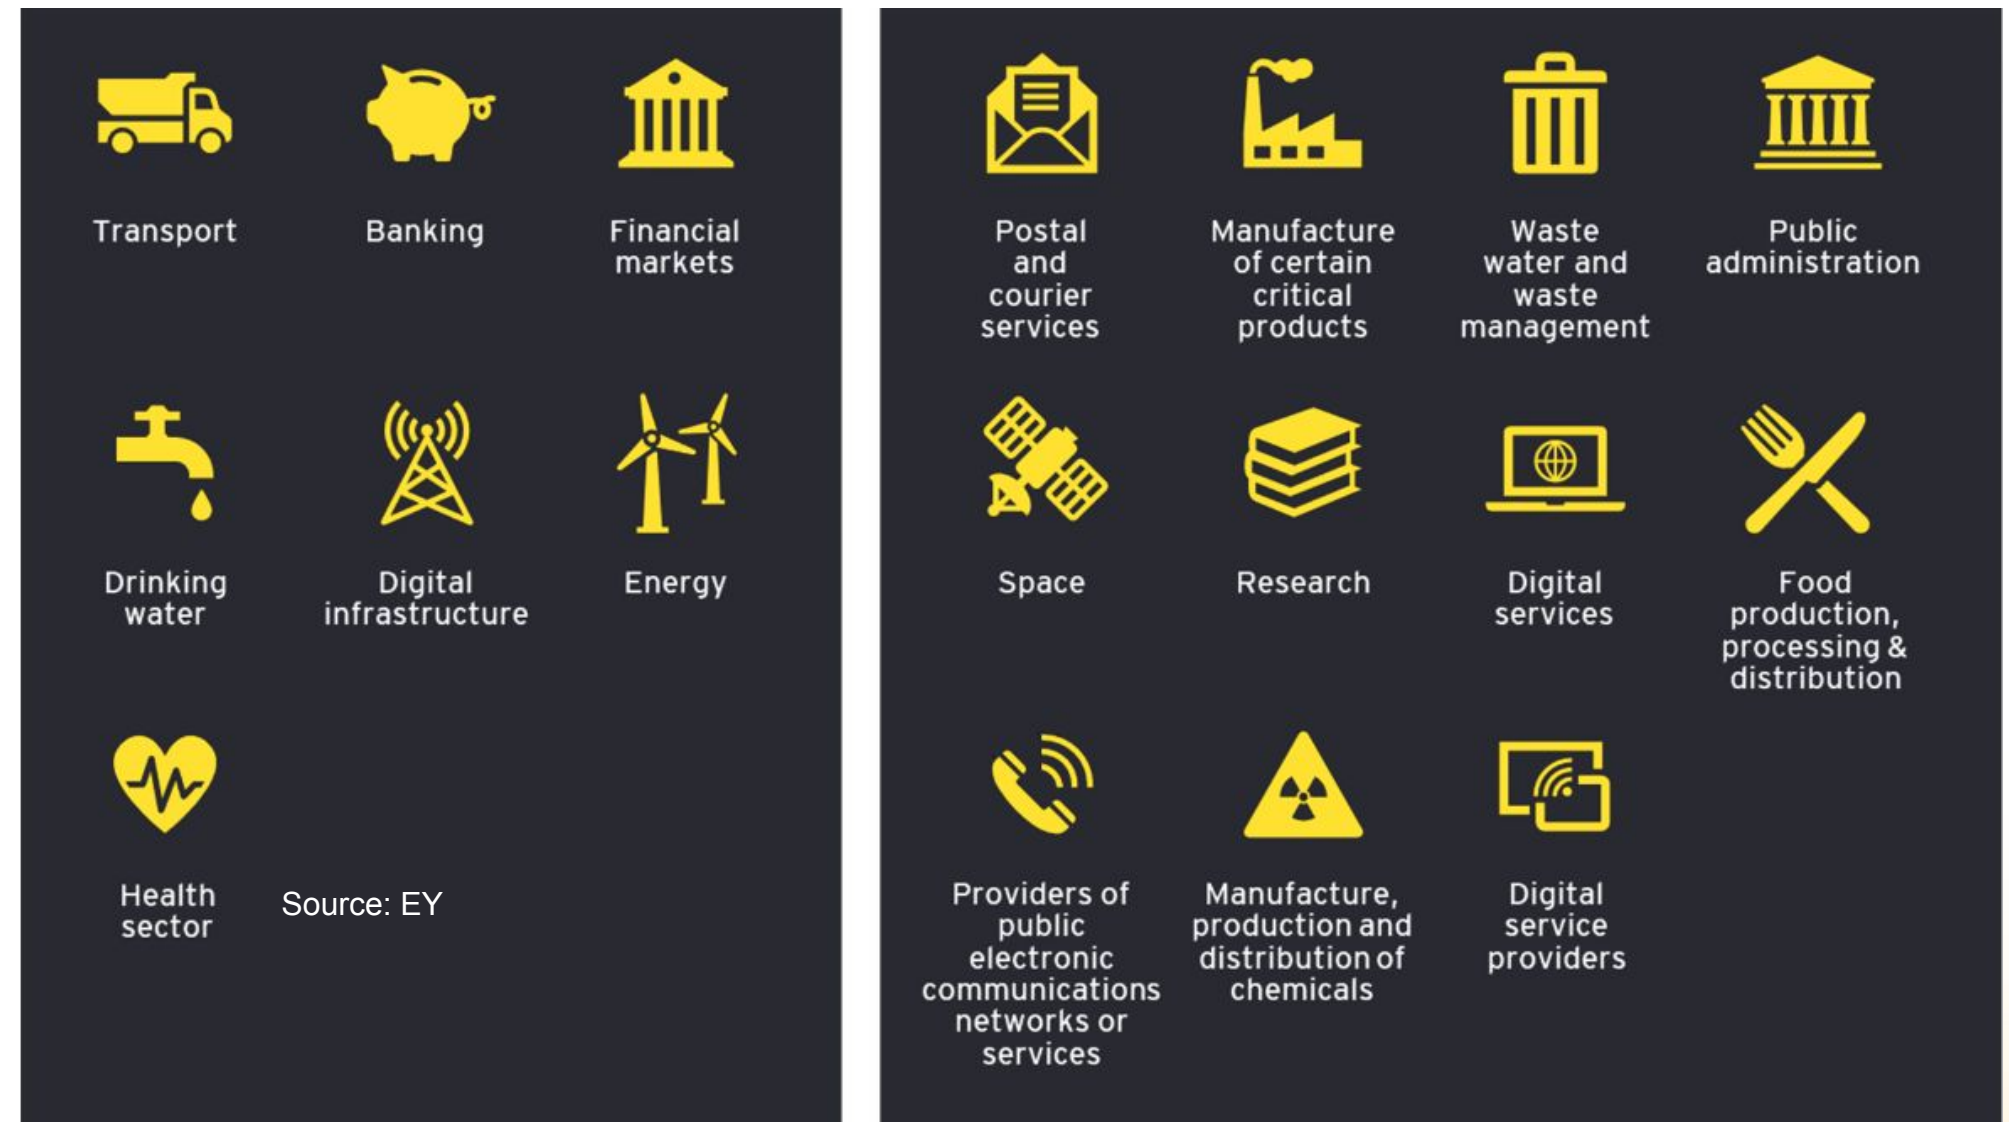 Transport
Banking
Financial
markets
Drinking
water
Digital
infrastructure
Energy
Health
sector
Source: EY
Postal
and
courier
services
Manufacture
of certain
critical
products
Waste
water and
waste
management
Public
administration
Space
Research
Digital
services
Food
production,
processing &
distribution
Providers of
public
electronic
communications
networks or
services
Manufacture,
production and
distribution of
chemicals
Digital
service
providers